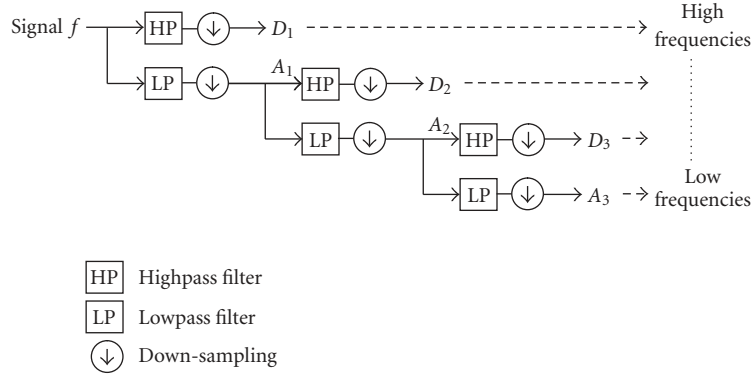 Signal f
HP
D1
High
frequencies
LP
A1
HP
D2
LP
A2
HP
D3
LP
A3
Low
frequencies
HP Highpass filter
LP Lowpass filter
Down-sampling